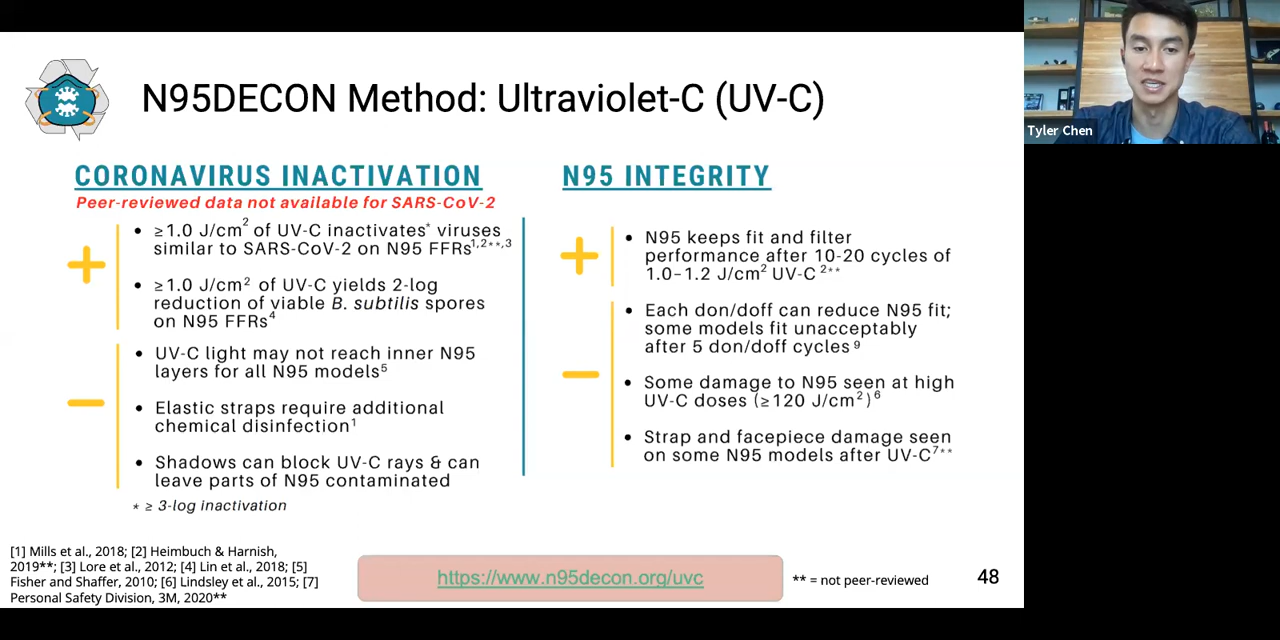 N95DECON Method: Ultraviolet-C (UV-C)
CORONAVIRUS INACTIVATION
Peer-reviewed data not available for SARS-CoV-2
+
• ≥1.0 J/cm² of UV-C inactivates* viruses
similar to SARS-CoV-2 on N95 FFRs¹,²**,³
• ≥1.0 J/cm² of UV-C yields 2-log
reduction of viable B. subtilis spores
on N95 FFRs⁴
−
• UV-C light may not reach inner N95
layers for all N95 models⁵
• Elastic straps require additional
chemical disinfection¹
• Shadows can block UV-C rays & can
leave parts of N95 contaminated
* ≥ 3-log inactivation
N95 INTEGRITY
+
• N95 keeps fit and filter
performance after 10-20 cycles of
1.0–1.2 J/cm² UV-C ²**
−
• Each don/doff can reduce N95 fit;
some models fit unacceptably
after 5 don/doff cycles⁹
• Some damage to N95 seen at high
UV-C doses (≥120 J/cm²)⁶
• Strap and facepiece damage seen
on some N95 models after UV-C⁷**
[1] Mills et al., 2018; [2] Heimbuch & Harnish,
2019**; [3] Lore et al., 2012; [4] Lin et al., 2018; [5]
Fisher and Shaffer, 2010; [6] Lindsley et al., 2015; [7]
Personal Safety Division, 3M, 2020**
https://www.n95decon.org/uvc
** = not peer-reviewed
48
Tyler Chen